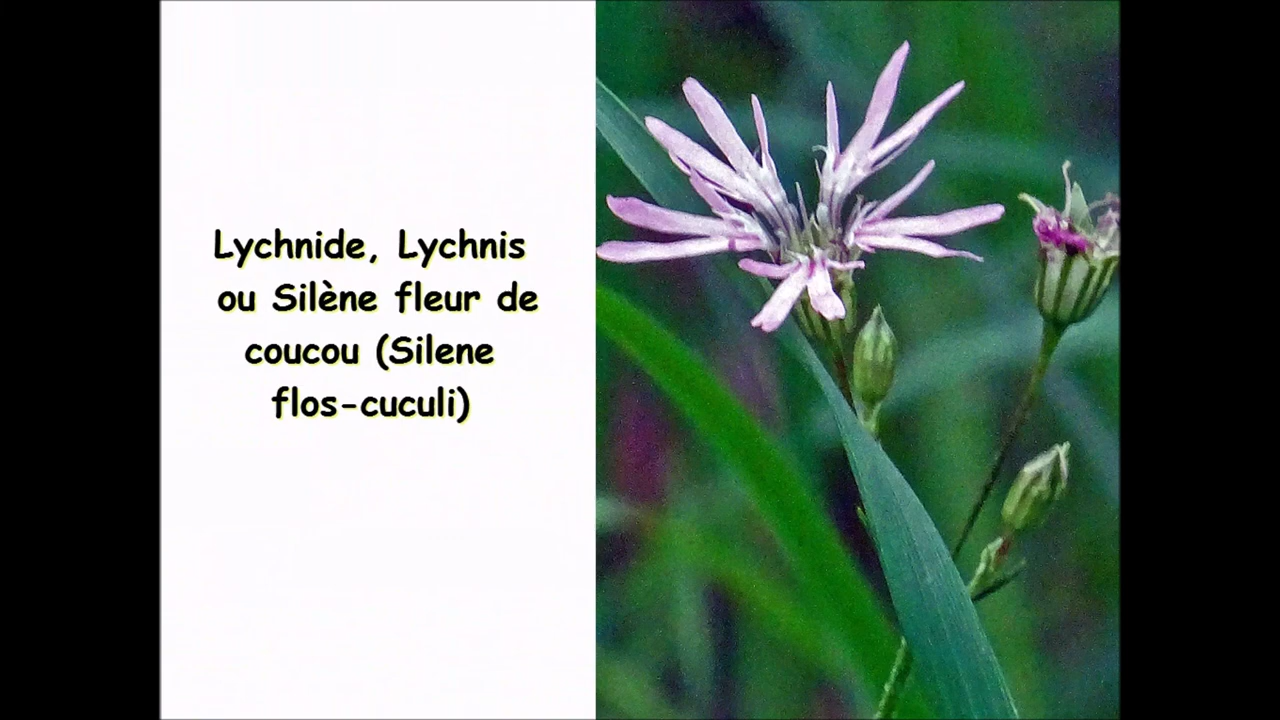 Lychnide, Lychnis
ou Silène fleur de
coucou (Silene
flos-cuculi)